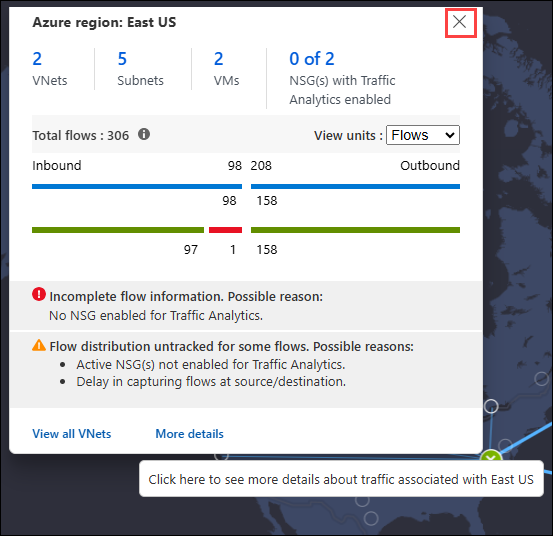 Azure region: East US
2 5 2 0 of 2
VNets Subnets VMs NSG(s) with Traffic
Analytics enabled
Total flows : 306 View units : Flows
Inbound 98 208 Outbound
98 158
97 1 158
Incomplete flow information. Possible reason:
No NSG enabled for Traffic Analytics.
Flow distribution untracked for some flows. Possible reasons:
• Active NSG(s) not enabled for Traffic Analytics.
• Delay in capturing flows at source/destination.
View all VNets More details
Click here to see more details about traffic associated with East US